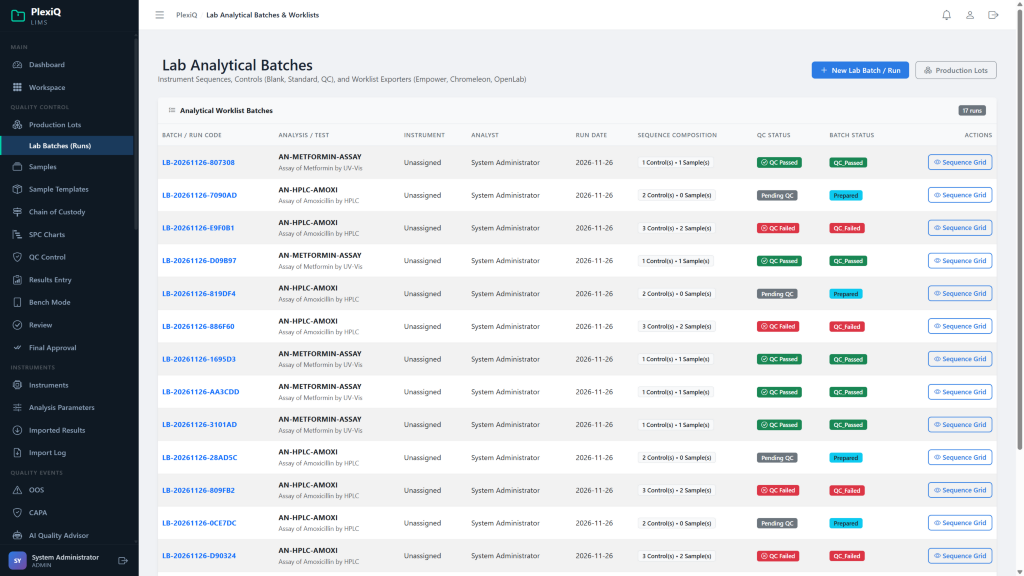 PlexiQ
LIMS
PlexiQ Lab Analytical Batches & Worklists
MAIN
Dashboard
Workspace
QUALITY CONTROL
Production Lots
Lab Batches (Runs)
Samples
Sample Templates
Chain of Custody
SPC Charts
QC Control
Results Entry
Bench Mode
Review
Final Approval
INSTRUMENTS
Instruments
Analysis Parameters
Imported Results
Import Log
QUALITY EVENTS
OOS
CAPA
AI Quality Advisor
SY System Administrator
ADMIN
Lab Analytical Batches
Instrument Sequences, Controls (Blank, Standard, QC), and Worklist Exporters (Empower, Chromeleon, OpenLab)
+ New Lab Batch / Run Production Lots
Analytical Worklist Batches 17 runs
BATCH / RUN CODE ANALYSIS / TEST INSTRUMENT ANALYST RUN DATE SEQUENCE COMPOSITION QC STATUS BATCH STATUS ACTIONS
LB-20261126-807308 AN-METFORMIN-ASSAY Unassigned System Administrator 2026-11-26 1 Control(s) • 1 Sample(s) QC Passed QC_Passed Sequence Grid
Assay of Metformin by UV-Vis
LB-20261126-7090AD AN-HPLC-AMOXI Unassigned System Administrator 2026-11-26 2 Control(s) • 0 Sample(s) Pending QC Prepared Sequence Grid
Assay of Amoxicillin by HPLC
LB-20261126-E9F0B1 AN-HPLC-AMOXI Unassigned System Administrator 2026-11-26 3 Control(s) • 2 Sample(s) QC Failed QC_Failed Sequence Grid
Assay of Amoxicillin by HPLC
LB-20261126-D09B97 AN-METFORMIN-ASSAY Unassigned System Administrator 2026-11-26 1 Control(s) • 1 Sample(s) QC Passed QC_Passed Sequence Grid
Assay of Metformin by UV-Vis
LB-20261126-819DF4 AN-HPLC-AMOXI Unassigned System Administrator 2026-11-26 2 Control(s) • 0 Sample(s) Pending QC Prepared Sequence Grid
Assay of Amoxicillin by HPLC
LB-20261126-886F60 AN-HPLC-AMOXI Unassigned System Administrator 2026-11-26 3 Control(s) • 2 Sample(s) QC Failed QC_Failed Sequence Grid
Assay of Amoxicillin by HPLC
LB-20261126-1695D3 AN-METFORMIN-ASSAY Unassigned System Administrator 2026-11-26 1 Control(s) • 1 Sample(s) QC Passed QC_Passed Sequence Grid
Assay of Metformin by UV-Vis
LB-20261126-AA3CDD AN-METFORMIN-ASSAY Unassigned System Administrator 2026-11-26 1 Control(s) • 1 Sample(s) QC Passed QC_Passed Sequence Grid
Assay of Metformin by UV-Vis
LB-20261126-3101AD AN-METFORMIN-ASSAY Unassigned System Administrator 2026-11-26 1 Control(s) • 1 Sample(s) QC Passed QC_Passed Sequence Grid
Assay of Metformin by UV-Vis
LB-20261126-28AD5C AN-HPLC-AMOXI Unassigned System Administrator 2026-11-26 2 Control(s) • 0 Sample(s) Pending QC Prepared Sequence Grid
Assay of Amoxicillin by HPLC
LB-20261126-809FB2 AN-HPLC-AMOXI Unassigned System Administrator 2026-11-26 3 Control(s) • 2 Sample(s) QC Failed QC_Failed Sequence Grid
Assay of Amoxicillin by HPLC
LB-20261126-0CE7DC AN-HPLC-AMOXI Unassigned System Administrator 2026-11-26 2 Control(s) • 0 Sample(s) Pending QC Prepared Sequence Grid
Assay of Amoxicillin by HPLC
LB-20261126-D90324 AN-HPLC-AMOXI Unassigned System Administrator 2026-11-26 3 Control(s) • 2 Sample(s) QC Failed QC_Failed Sequence Grid
Assay of Amoxicillin by HPLC